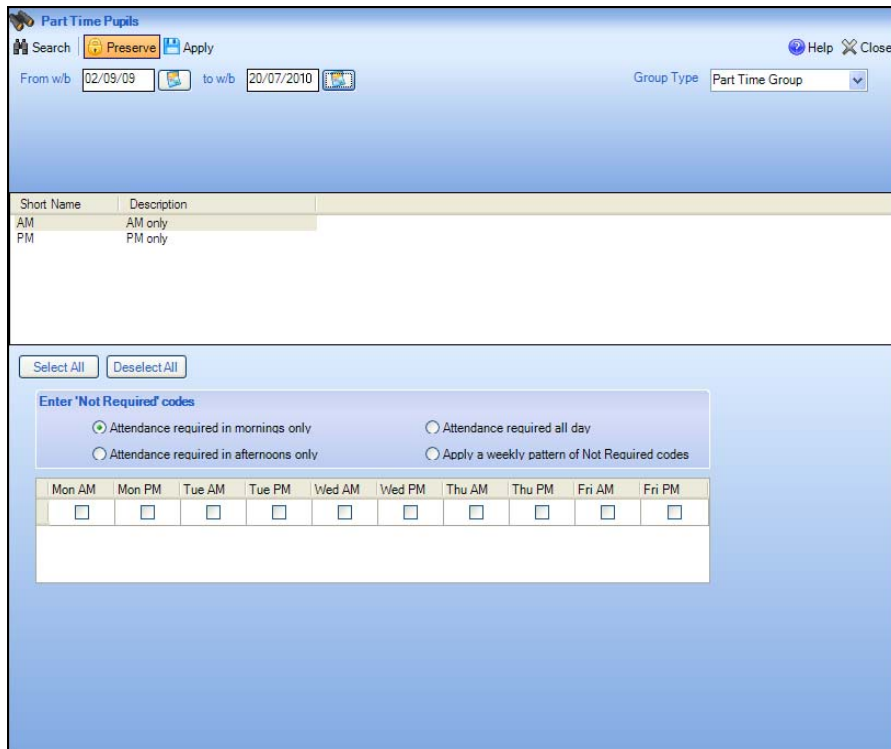 Part Time Pupils
Search Preserve Apply Help Close
From w/b 02/09/09 to w/b 20/07/2010 Group Type Part Time Group
Short Name Description
AM AM only
PM PM only
Select All Deselect All
Enter 'Not Required' codes
Attendance required in mornings only Attendance required all day
Attendance required in afternoons only Apply a weekly pattern of Not Required codes
Mon AM Mon PM Tue AM Tue PM Wed AM Wed PM Thu AM Thu PM Fri AM Fri PM